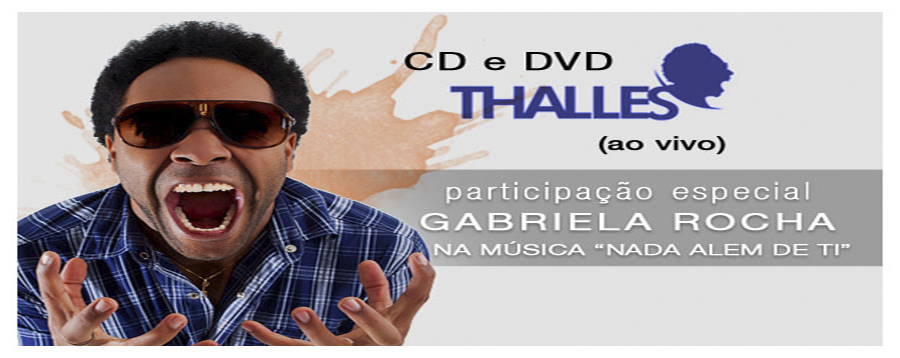 CD e DVD
THALLES
(ao vivo)
participação especial
GABRIELA ROCHA
NA MÚSICA “NADA ALEM DE TI”